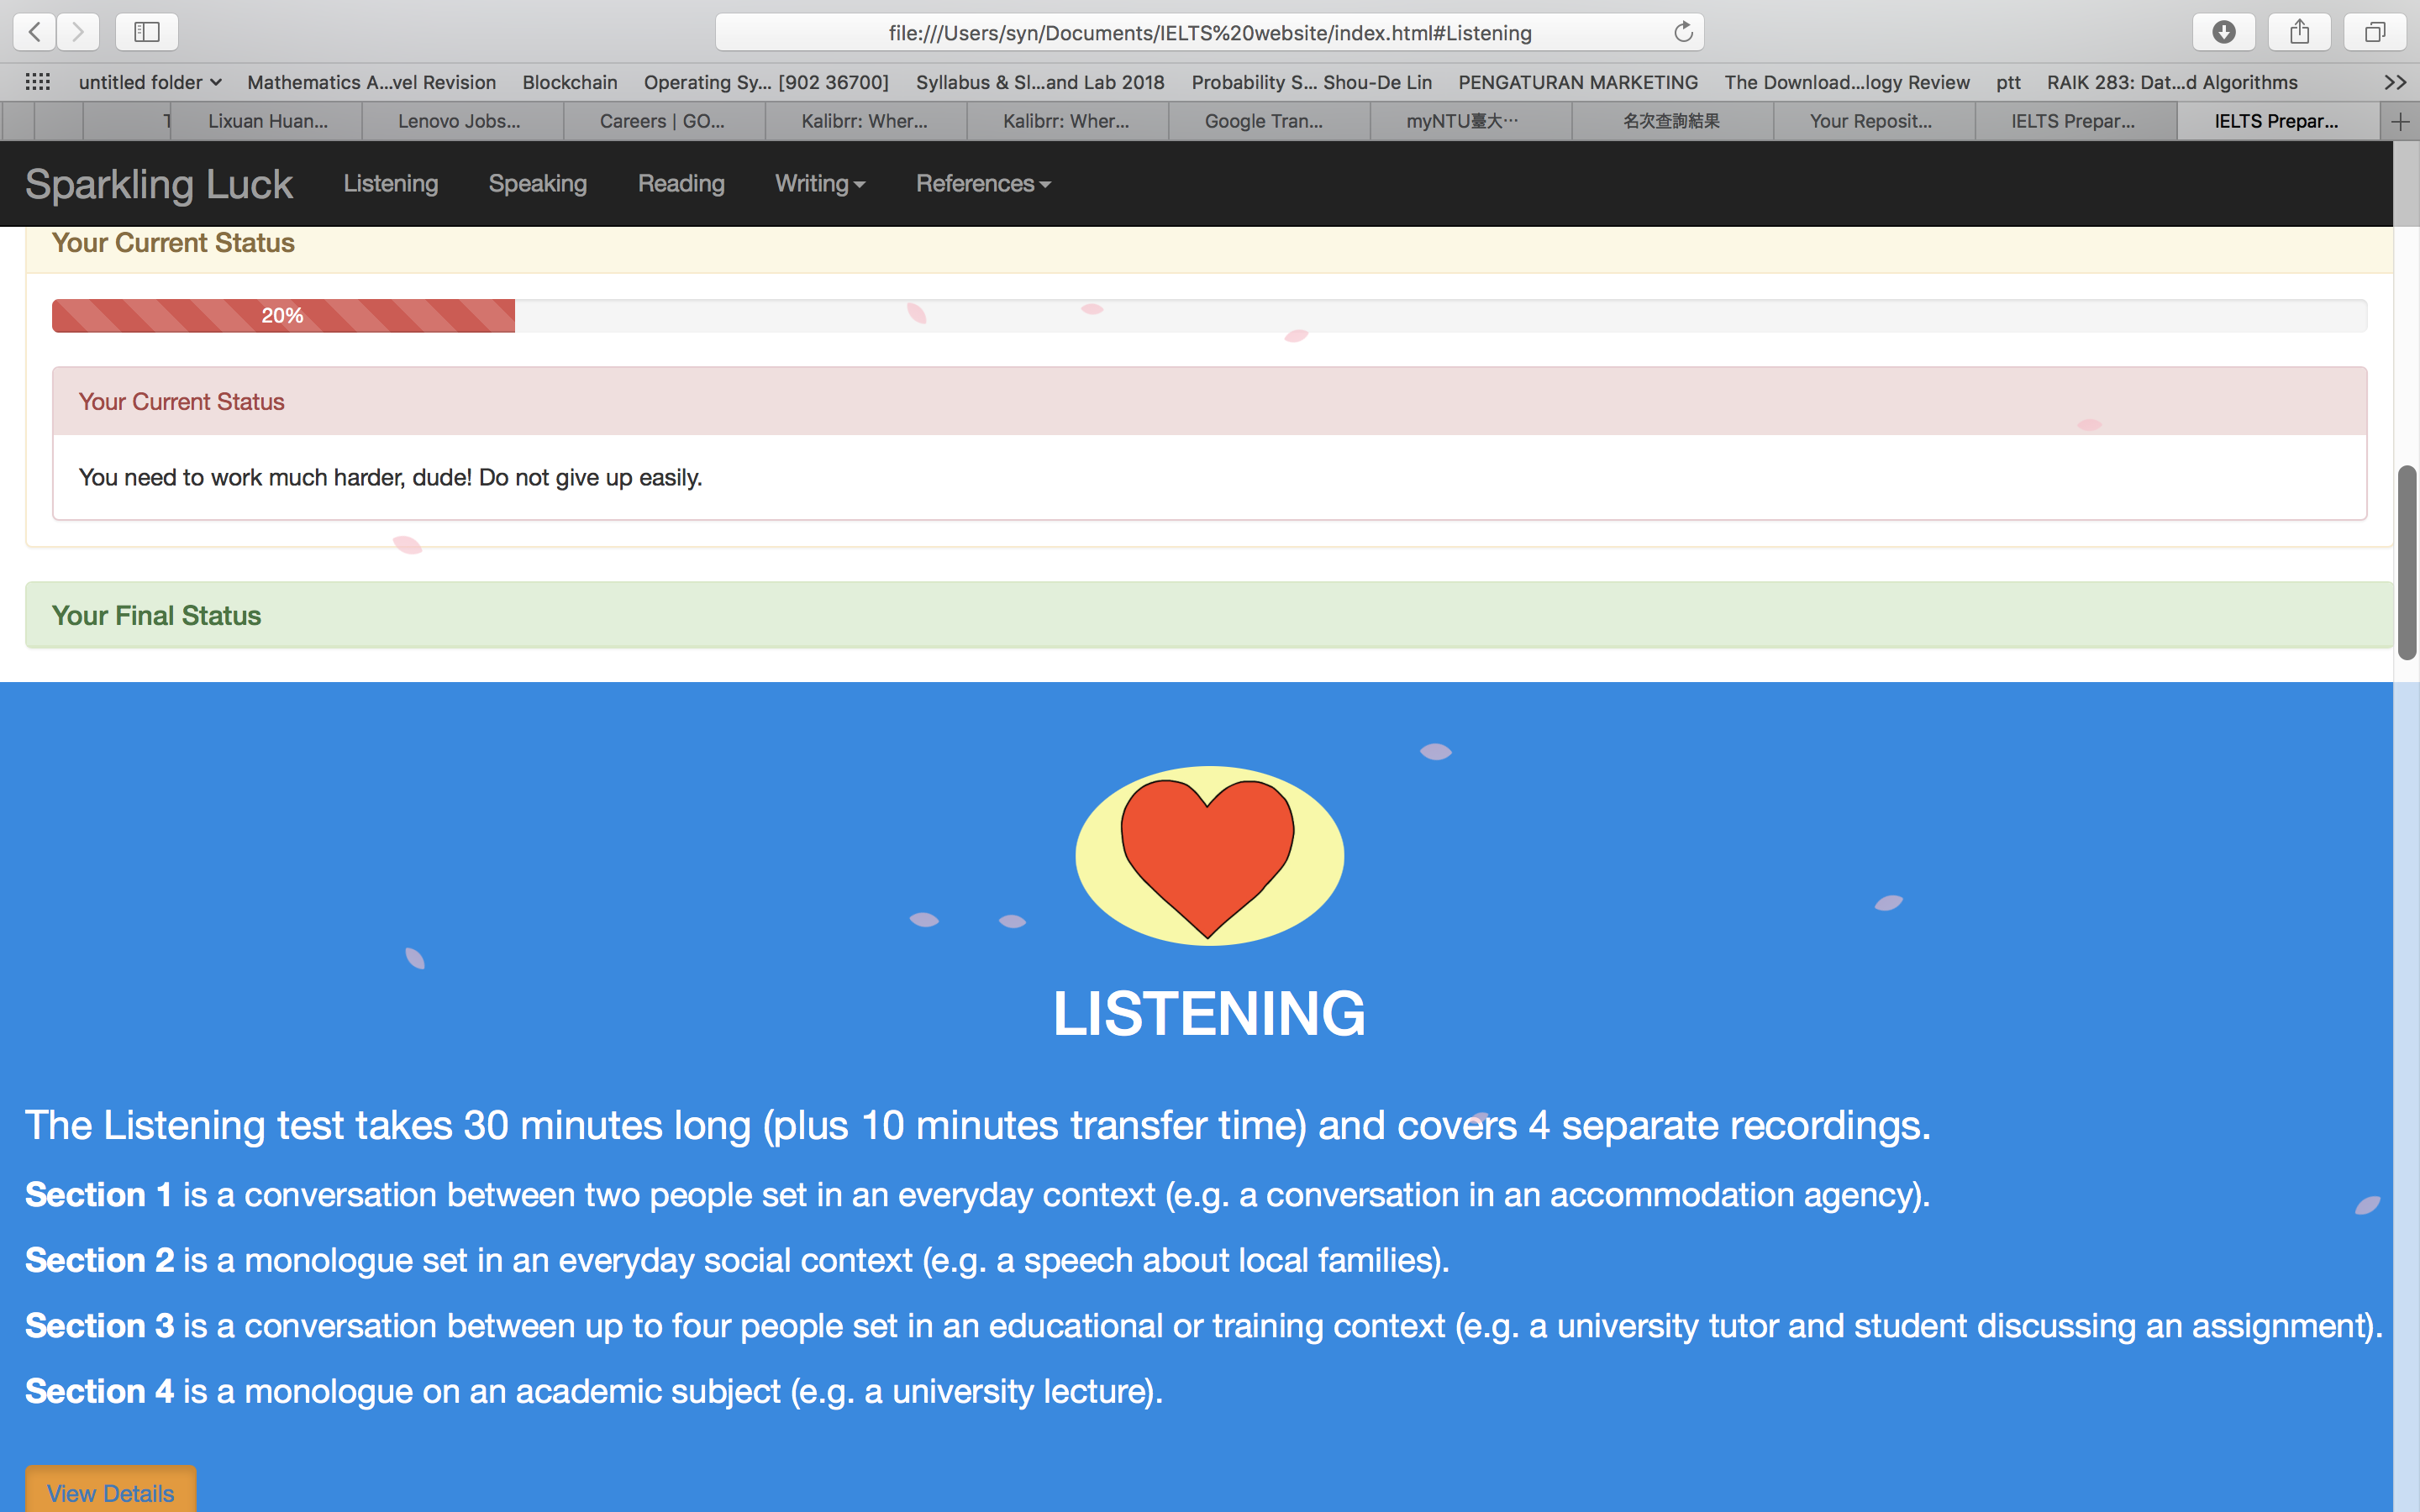 file:///Users/syn/Documents/IELTS%20website/index.html#Listening
untitled folder Mathematics A...vel Revision Blockchain Operating Sy... [902 36700] Syllabus & Sl...and Lab 2018 Probability S... Shou-De Lin PENGATURAN MARKETING The Download...logy Review ptt RAIK 283: Dat...d Algorithms
Lixuan Huan... Lenovo Jobs... Careers | GO... Kalibrr: Wher... Kalibrr: Wher... Google Tran... myNTU臺大⋯ 名次查詢結果 Your Reposit... IELTS Prepar... IELTS Prepar...
Sparkling Luck Listening Speaking Reading Writing References
Your Current Status
20%
Your Current Status
You need to work much harder, dude! Do not give up easily.
Your Final Status
LISTENING
The Listening test takes 30 minutes long (plus 10 minutes transfer time) and covers 4 separate recordings.
Section 1 is a conversation between two people set in an everyday context (e.g. a conversation in an accommodation agency).
Section 2 is a monologue set in an everyday social context (e.g. a speech about local families).
Section 3 is a conversation between up to four people set in an educational or training context (e.g. a university tutor and student discussing an assignment).
Section 4 is a monologue on an academic subject (e.g. a university lecture).
View Details